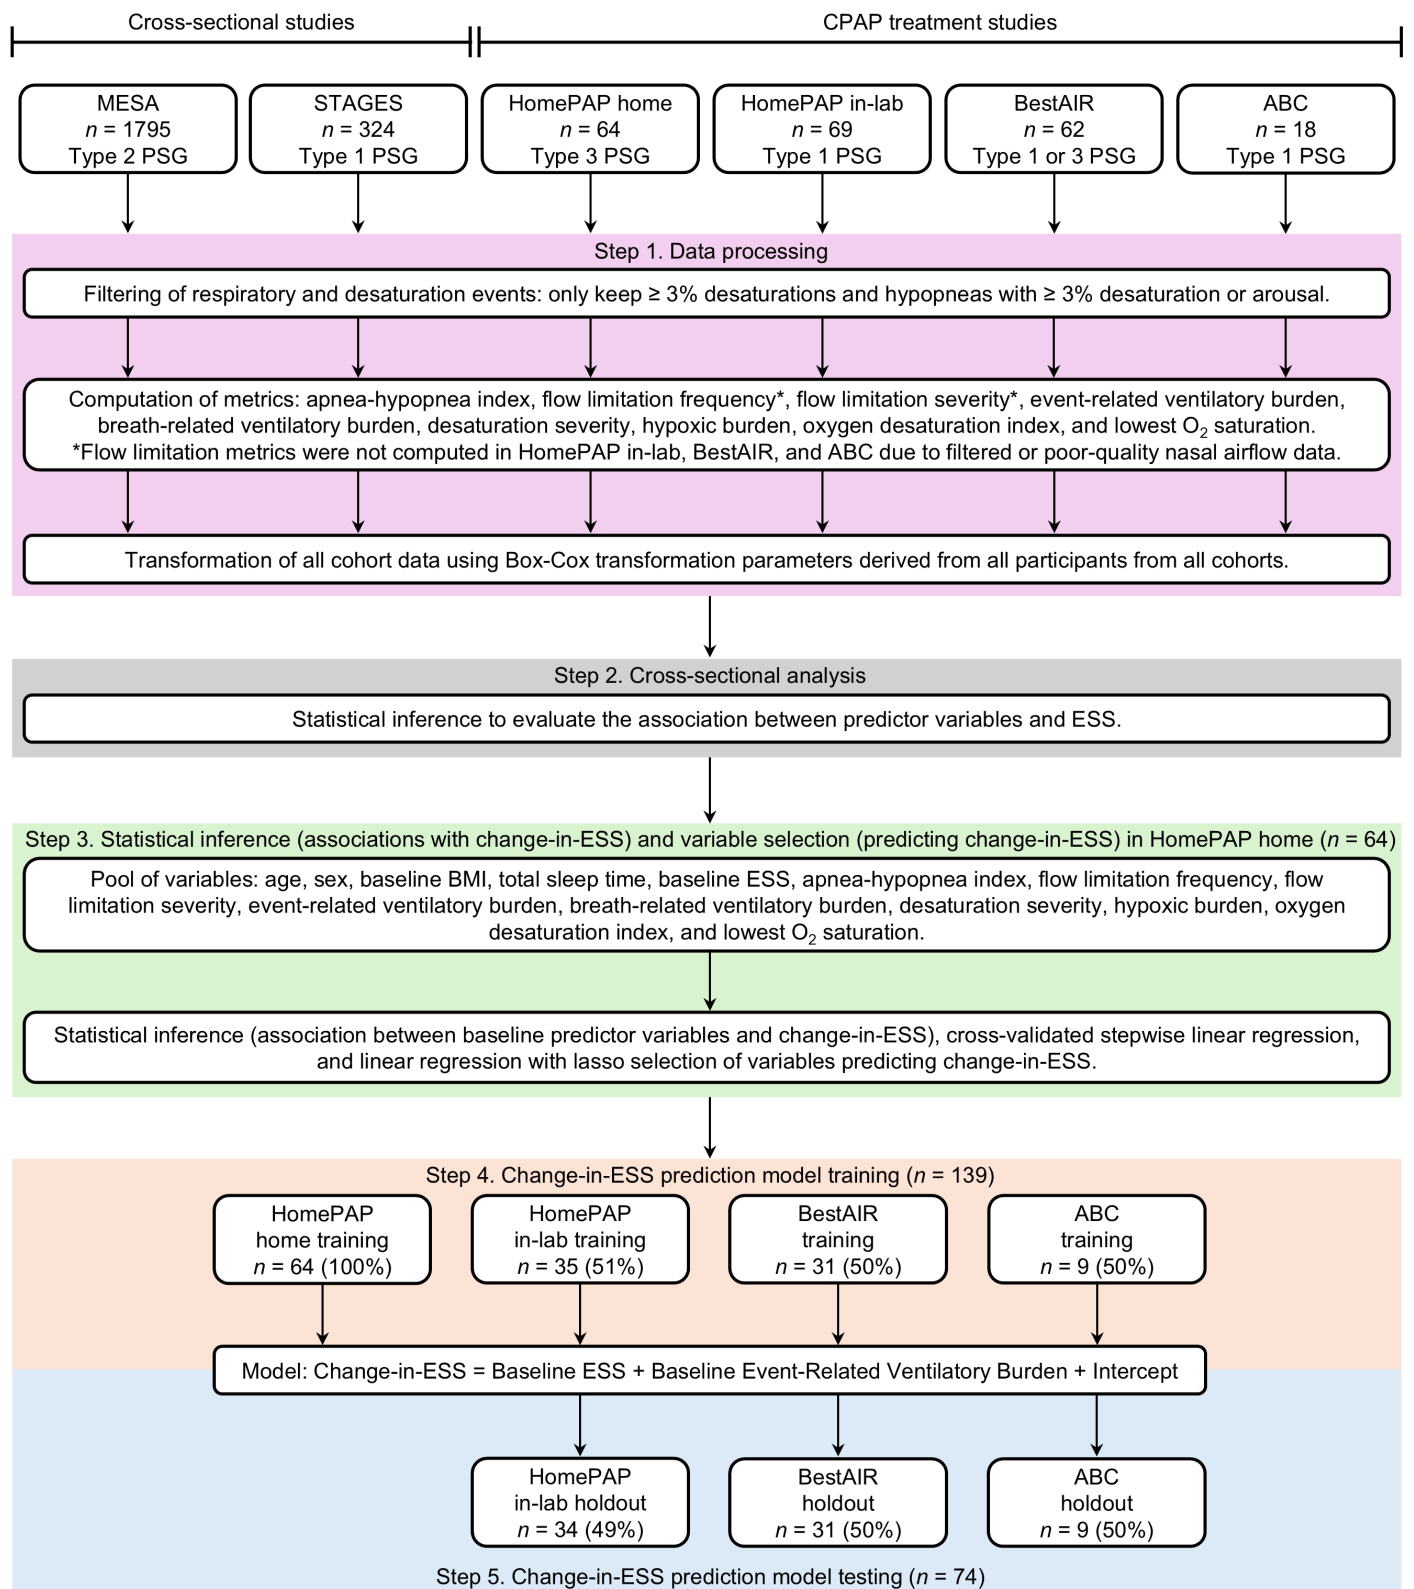 Cross-sectional studies
CPAP treatment studies
MESA
n = 1795
Type 2 PSG
STAGES
n = 324
Type 1 PSG
HomePAP home
n = 64
Type 3 PSG
HomePAP in-lab
n = 69
Type 1 PSG
BestAIR
n = 62
Type 1 or 3 PSG
ABC
n = 18
Type 1 PSG
Step 1. Data processing
Filtering of respiratory and desaturation events: only keep ≥ 3% desaturations and hypopneas with ≥ 3% desaturation or arousal.
Computation of metrics: apnea-hypopnea index, flow limitation frequency*, flow limitation severity*, event-related ventilatory burden,
breath-related ventilatory burden, desaturation severity, hypoxic burden, oxygen desaturation index, and lowest O₂ saturation.
*Flow limitation metrics were not computed in HomePAP in-lab, BestAIR, and ABC due to filtered or poor-quality nasal airflow data.
Transformation of all cohort data using Box-Cox transformation parameters derived from all participants from all cohorts.
Step 2. Cross-sectional analysis
Statistical inference to evaluate the association between predictor variables and ESS.
Step 3. Statistical inference (associations with change-in-ESS) and variable selection (predicting change-in-ESS) in HomePAP home (n = 64)
Pool of variables: age, sex, baseline BMI, total sleep time, baseline ESS, apnea-hypopnea index, flow limitation frequency, flow
limitation severity, event-related ventilatory burden, breath-related ventilatory burden, desaturation severity, hypoxic burden, oxygen
desaturation index, and lowest O₂ saturation.
Statistical inference (association between baseline predictor variables and change-in-ESS), cross-validated stepwise linear regression,
and linear regression with lasso selection of variables predicting change-in-ESS.
Step 4. Change-in-ESS prediction model training (n = 139)
HomePAP
home training
n = 64 (100%)
HomePAP
in-lab training
n = 35 (51%)
BestAIR
training
n = 31 (50%)
ABC
training
n = 9 (50%)
Model: Change-in-ESS = Baseline ESS + Baseline Event-Related Ventilatory Burden + Intercept
HomePAP
in-lab holdout
n = 34 (49%)
BestAIR
holdout
n = 31 (50%)
ABC
holdout
n = 9 (50%)
Step 5. Change-in-ESS prediction model testing (n = 74)